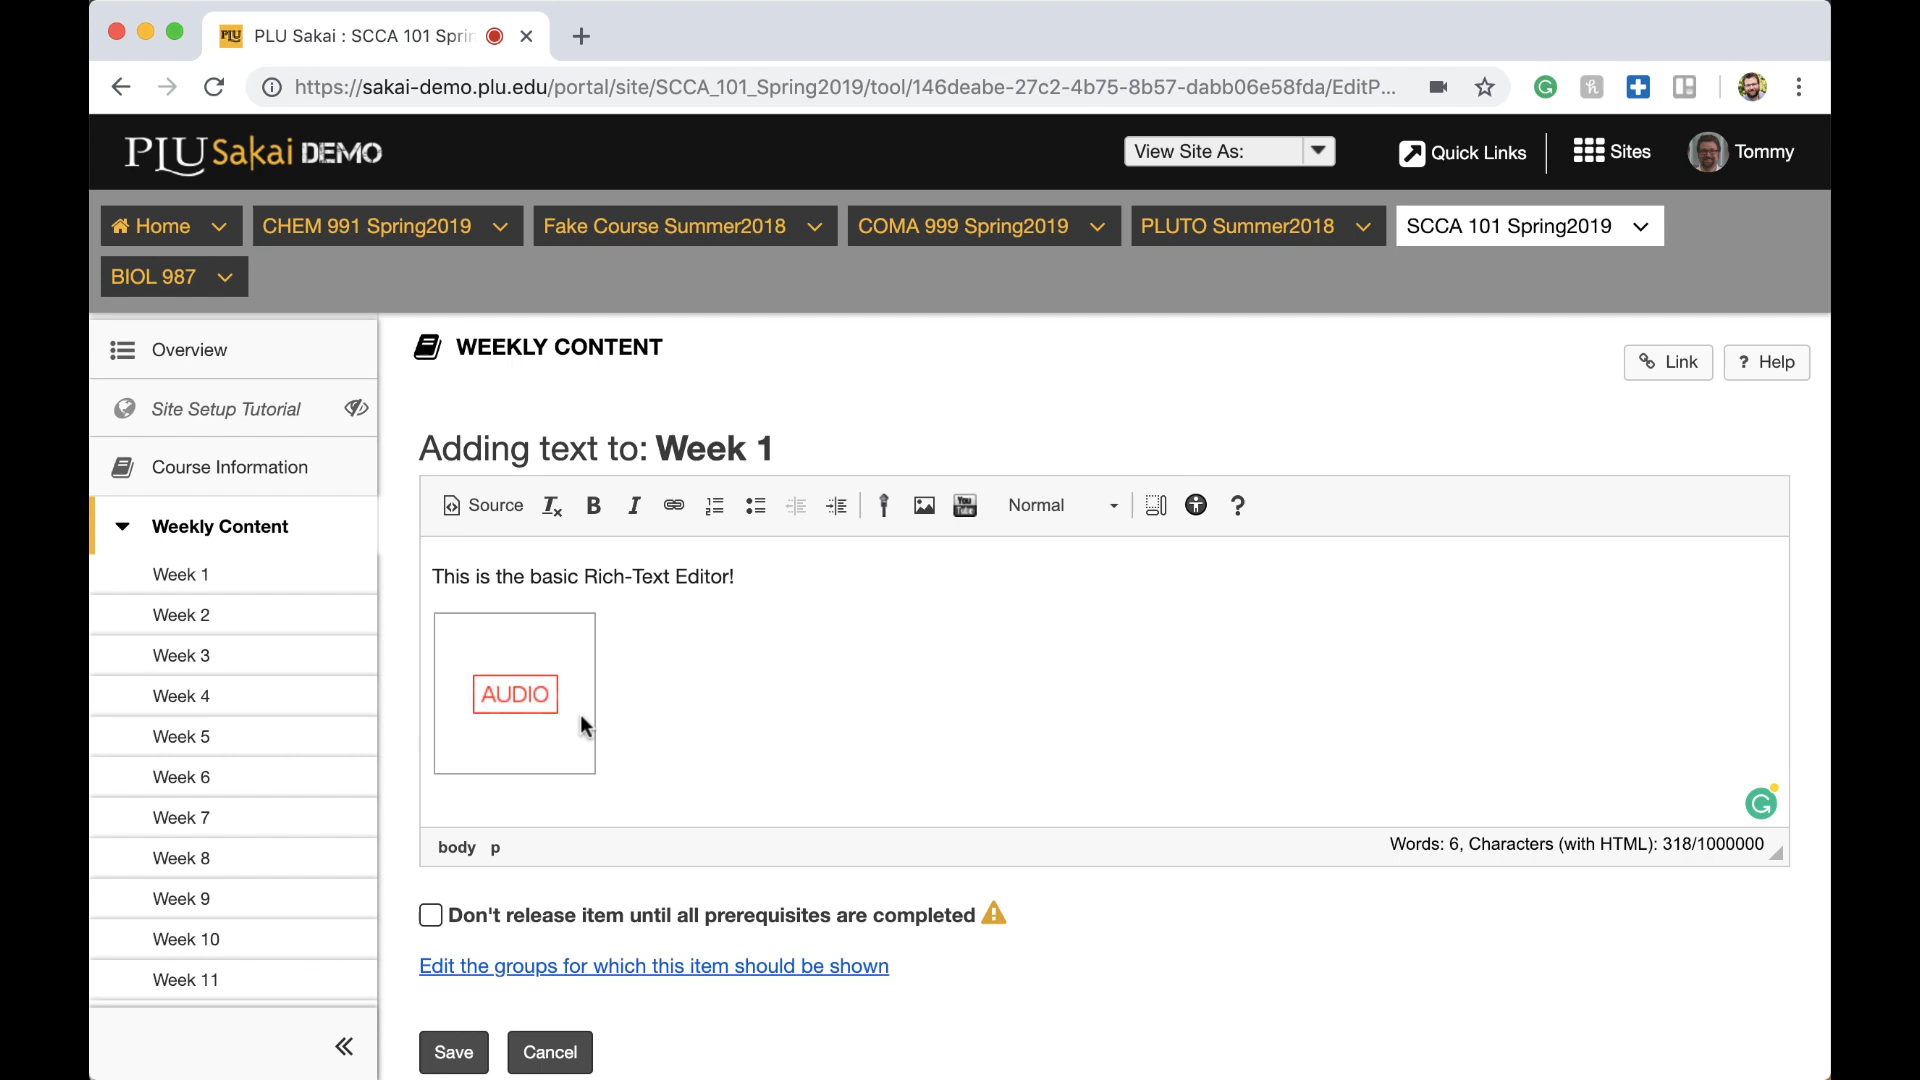 PLU Sakai : SCCA 101 Sprin
https://sakai-demo.plu.edu/portal/site/SCCA_101_Spring2019/tool/146deabe-27c2-4b75-8b57-dabb06e58fda/EditP...
PLU Sakai DEMO
View Site As:
Quick Links
Sites
Tommy
Home
CHEM 991 Spring2019
Fake Course Summer2018
COMA 999 Spring2019
PLUTO Summer2018
SCCA 101 Spring2019
BIOL 987
Overview
Site Setup Tutorial
Course Information
Weekly Content
Week 1
Week 2
Week 3
Week 4
Week 5
Week 6
Week 7
Week 8
Week 9
Week 10
Week 11
WEEKLY CONTENT
Link
? Help
Adding text to: Week 1
Source
B
I
You Tube
Normal
?
This is the basic Rich-Text Editor!
AUDIO
body p
Words: 6, Characters (with HTML): 318/1000000
Don't release item until all prerequisites are completed
Edit the groups for which this item should be shown
Save
Cancel